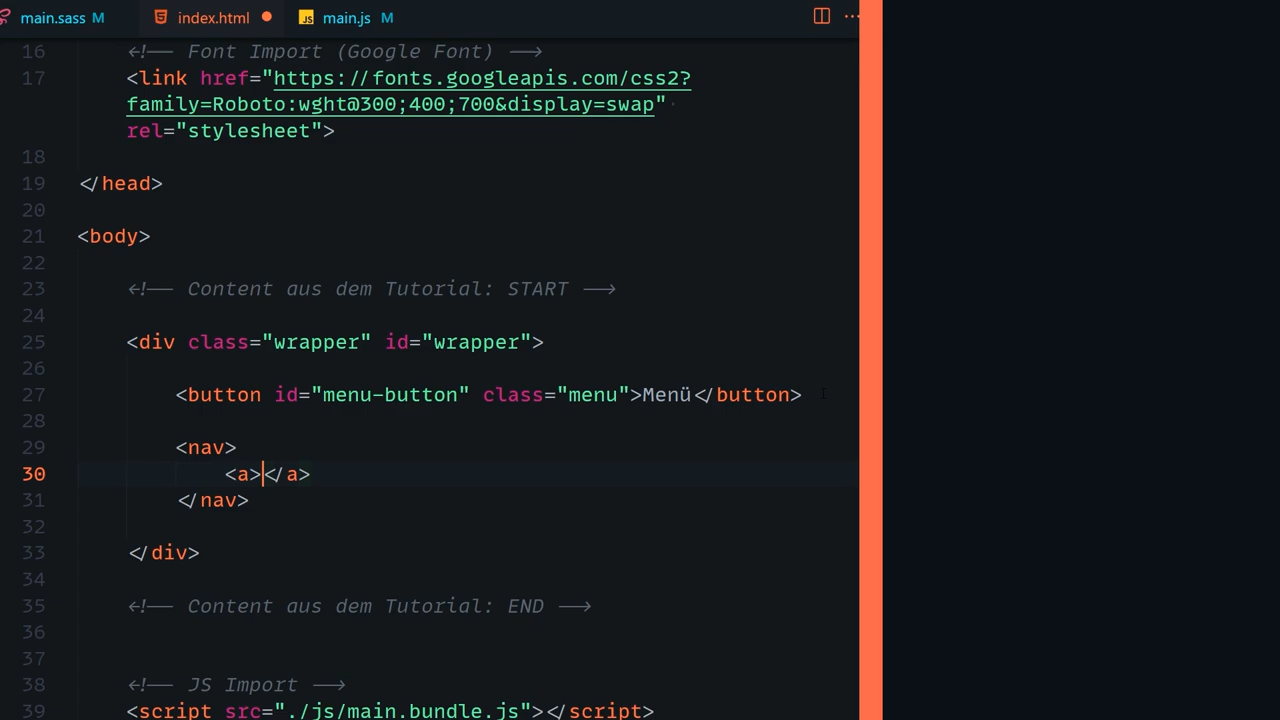 main.sass M index.html main.js M
16 <!-- Font Import (Google Font) -->
17 <link href="https://fonts.googleapis.com/css2?
family=Roboto:wght@300;400;700&display=swap"
rel="stylesheet">
18
19 </head>
20
21 <body>
22
23 <!-- Content aus dem Tutorial: START -->
24
25 <div class="wrapper" id="wrapper">
26
27 <button id="menu-button" class="menu">Menü</button>
28
29 <nav>
30 <a></a>
31 </nav>
32
33 </div>
34
35 <!-- Content aus dem Tutorial: END -->
36
37
38 <!-- JS Import -->
39 <script src="./js/main.bundle.js"></script>